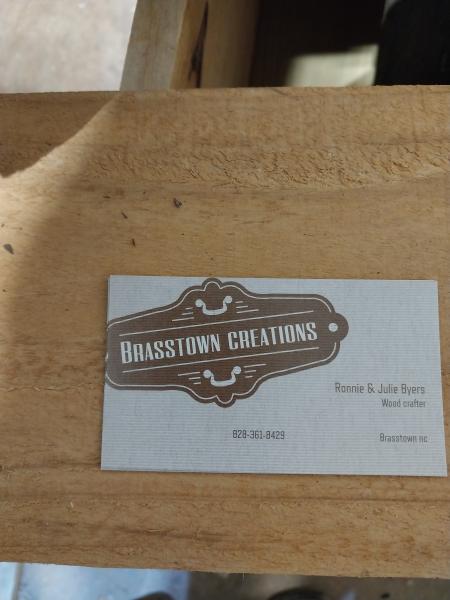 BRASSTOWN CREATIONS
Ronnie & Julie Byers
Wood crafter
828-361-8429
Brasstown nc